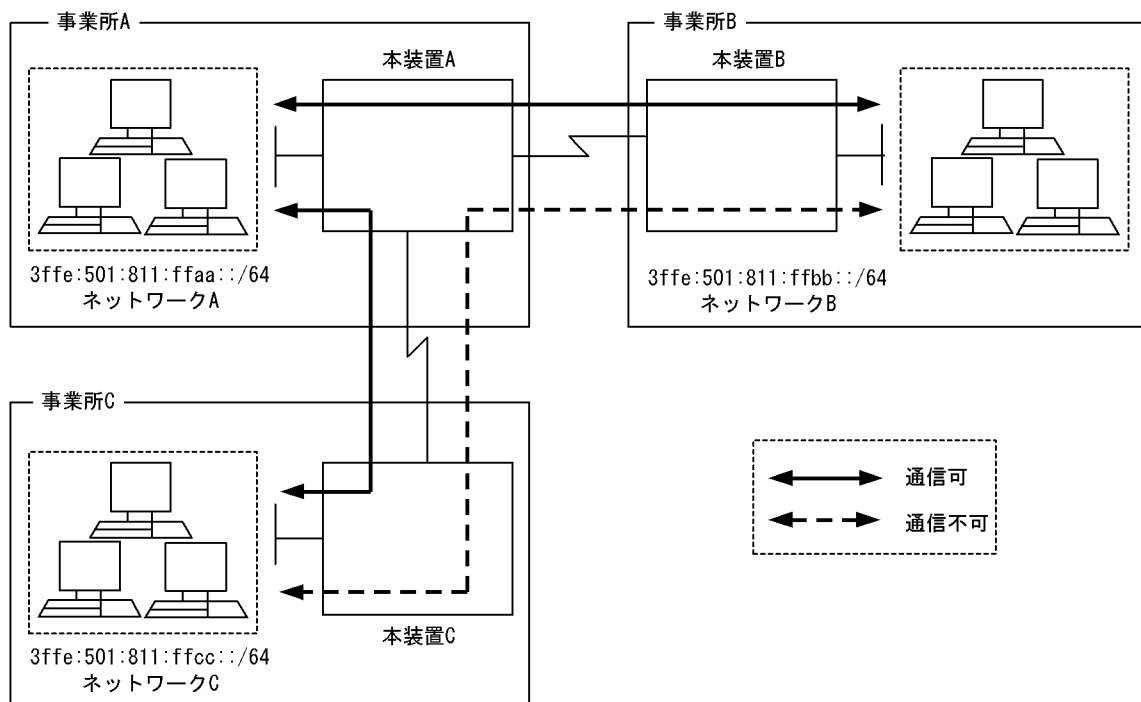 事業所A
本装置A
3ffe:501:811:ffaa::/64
ネットワークA
事業所B
本装置B
3ffe:501:811:ffbb::/64
ネットワークB
事業所C
本装置C
3ffe:501:811:ffcc::/64
ネットワークC
通信可
通信不可